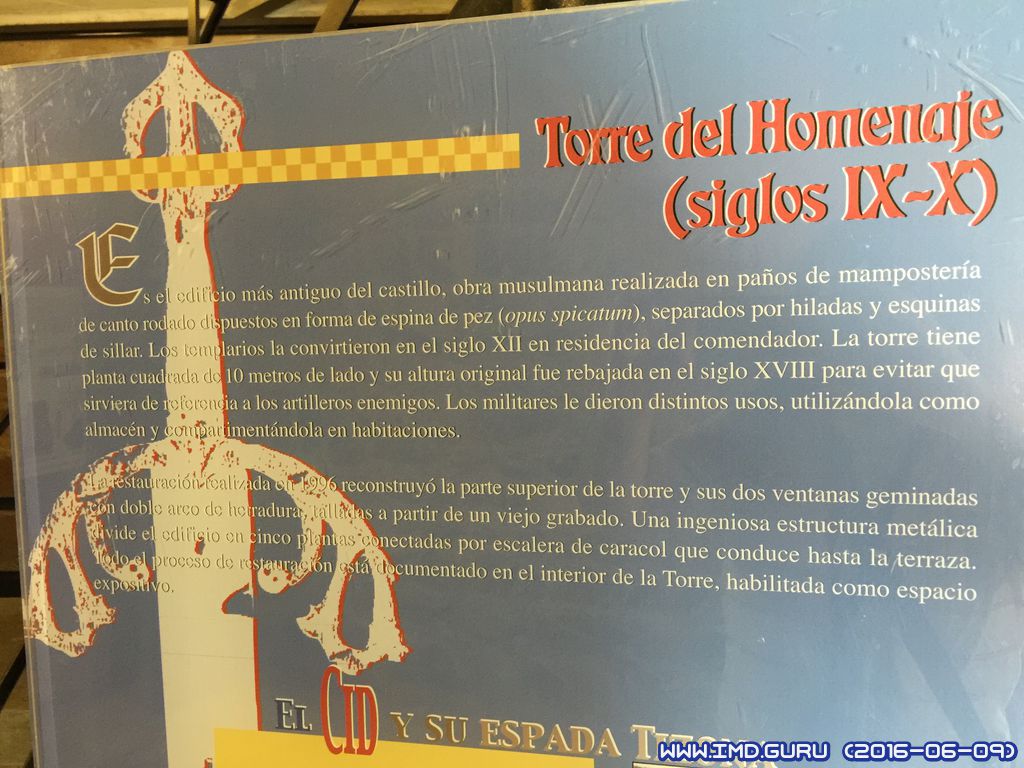 Torre del Homenaje
(siglos IX-X)
Es el edificio más antiguo del castillo, obra musulmana realizada en paños de mampostería
de canto rodado dispuestos en forma de espina de pez (opus spicatum), separados por hiladas y esquinas
de sillar. Los templarios la convirtieron en el siglo XII en residencia del comendador. La torre tiene
planta cuadrada de 10 metros de lado y su altura original fue rebajada en el siglo XVIII para evitar que
sirviera de referencia a los artilleros enemigos. Los militares le dieron distintos usos, utilizándola como
almacén y compartimentándola en habitaciones.
La restauración realizada en 1996 reconstruyó la parte superior de la torre y sus dos ventanas geminadas
con doble arco de herradura, talladas a partir de un viejo grabado. Una ingeniosa estructura metálica
divide el edificio en cinco plantas conectadas por escalera de caracol que conduce hasta la terraza.
Todo el proceso de restauración está documentado en el interior de la Torre, habilitada como espacio
expositivo.
EL CID Y SU ESPADA TIZONA
WWW.IMD.GURU (2016-06-09)